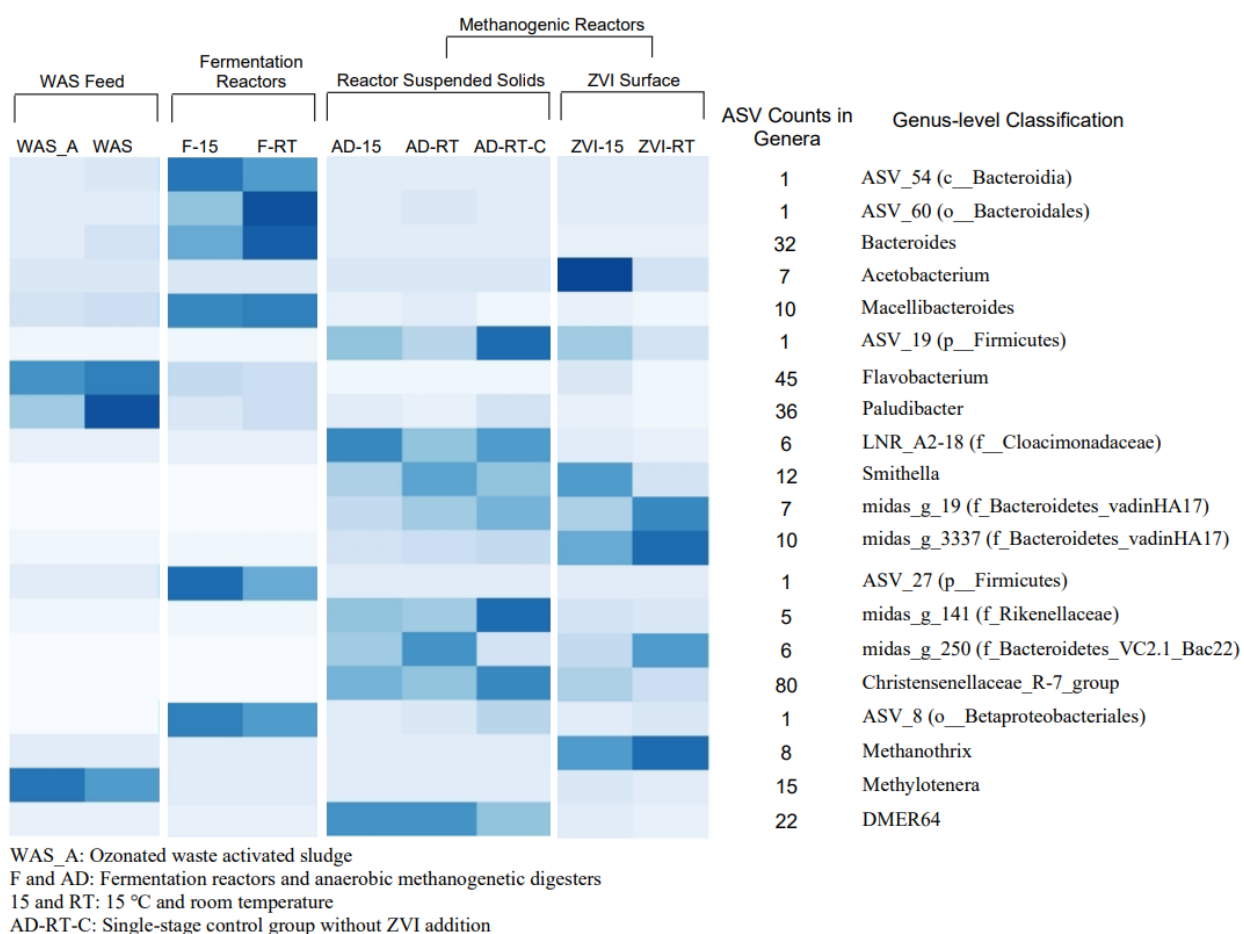 Methanogenic Reactors
WAS Feed
Fermentation
Reactors
Reactor Suspended Solids
ZVI Surface
ASV Counts in
Genera
Genus-level Classification
WAS_A WAS F-15 F-RT AD-15 AD-RT AD-RT-C ZVI-15 ZVI-RT
1 ASV_54 (c__Bacteroidia)
1 ASV_60 (o__Bacteroidales)
32 Bacteroides
7 Acetobacterium
10 Macellibacteroides
1 ASV_19 (p__Firmicutes)
45 Flavobacterium
36 Paludibacter
6 LNR_A2-18 (f__Cloacimonadaceae)
12 Smithella
7 midas_g_19 (f_Bacteroidetes_vadinHA17)
10 midas_g_3337 (f_Bacteroidetes_vadinHA17)
1 ASV_27 (p__Firmicutes)
5 midas_g_141 (f_Rikenellaceae)
6 midas_g_250 (f_Bacteroidetes_VC2.1_Bac22)
80 Christensenellaceae_R-7_group
1 ASV_8 (o__Betaproteobacteriales)
8 Methanothrix
15 Methylotenera
22 DMER64
WAS_A: Ozonated waste activated sludge
F and AD: Fermentation reactors and anaerobic methanogenetic digesters
15 and RT: 15 °C and room temperature
AD-RT-C: Single-stage control group without ZVI addition